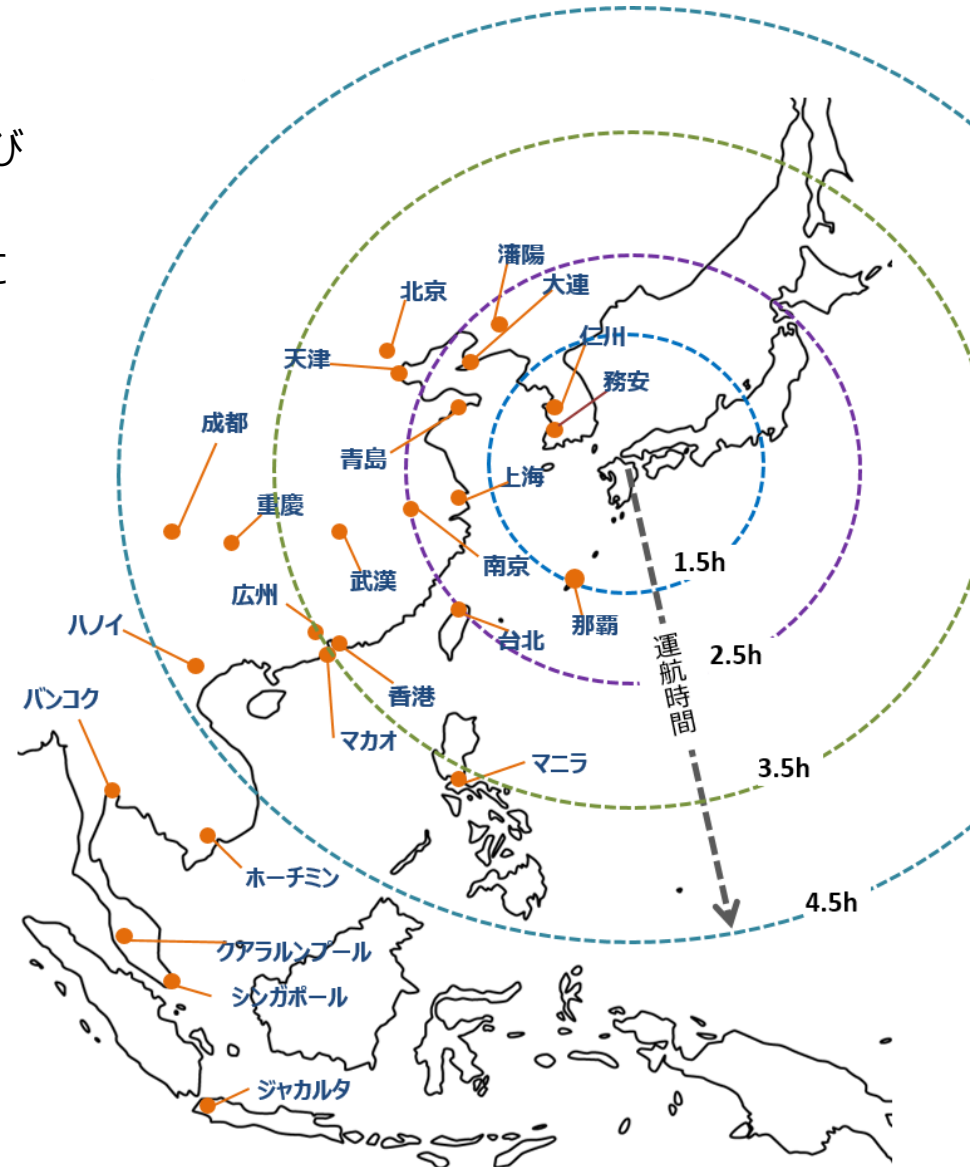 び
に
瀋陽
大連
北京
仁川
天津
務安
成都
青島
上海
重慶
南京
武漢
1.5h
広州
ハノイ
那覇
台北
2.5h
運航時間
バンコク
香港
マカオ
マニラ
3.5h
ホーチミン
4.5h
クアラルンプール
シンガポール
ジャカルタ